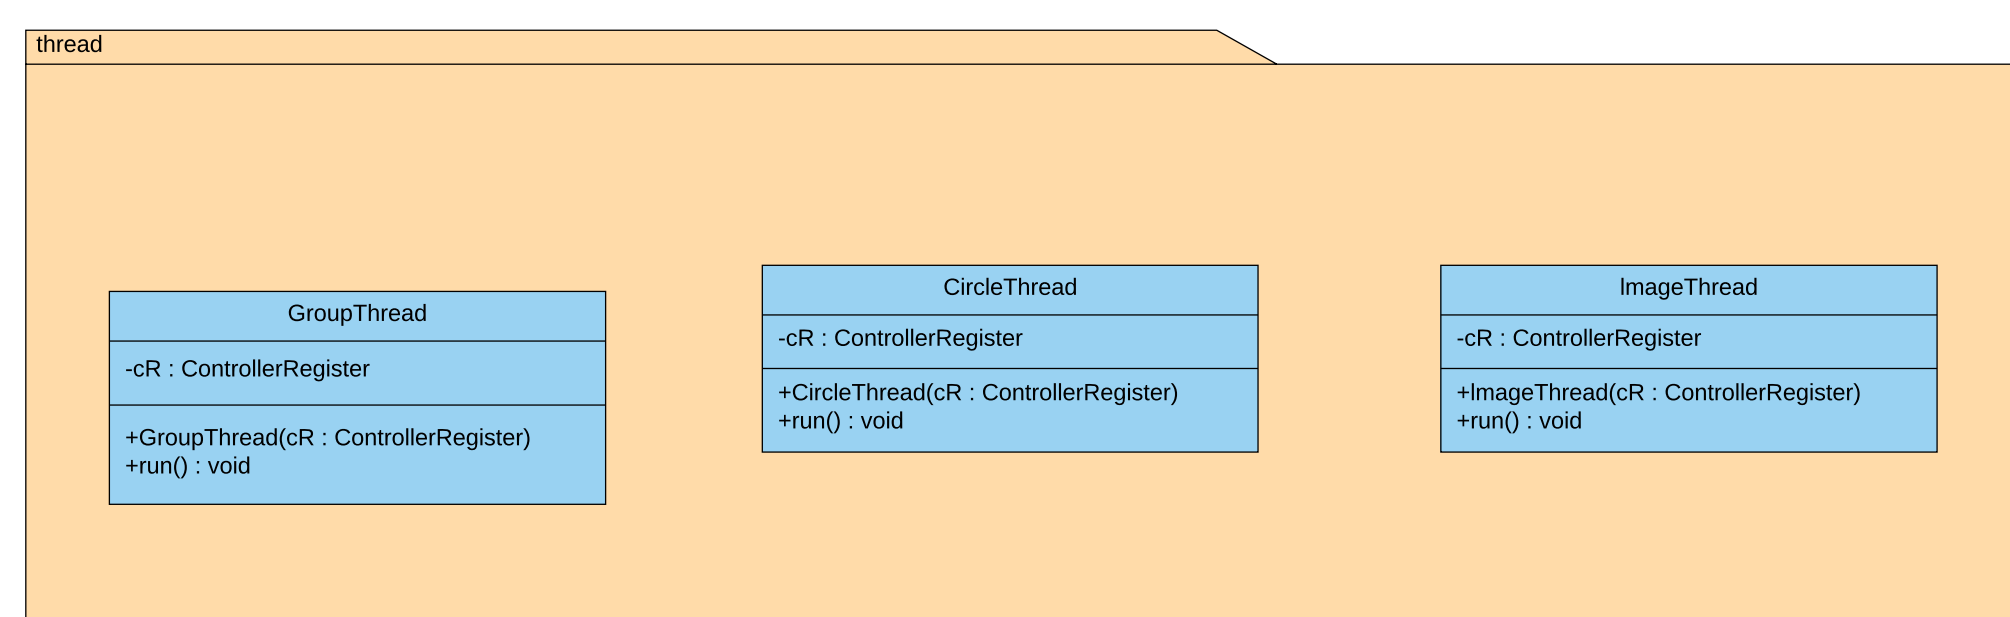 thread
GroupThread
-cR : ControllerRegister
+GroupThread(cR : ControllerRegister)
+run() : void
CircleThread
-cR : ControllerRegister
+CircleThread(cR : ControllerRegister)
+run() : void
ImageThread
-cR : ControllerRegister
+ImageThread(cR : ControllerRegister)
+run() : void